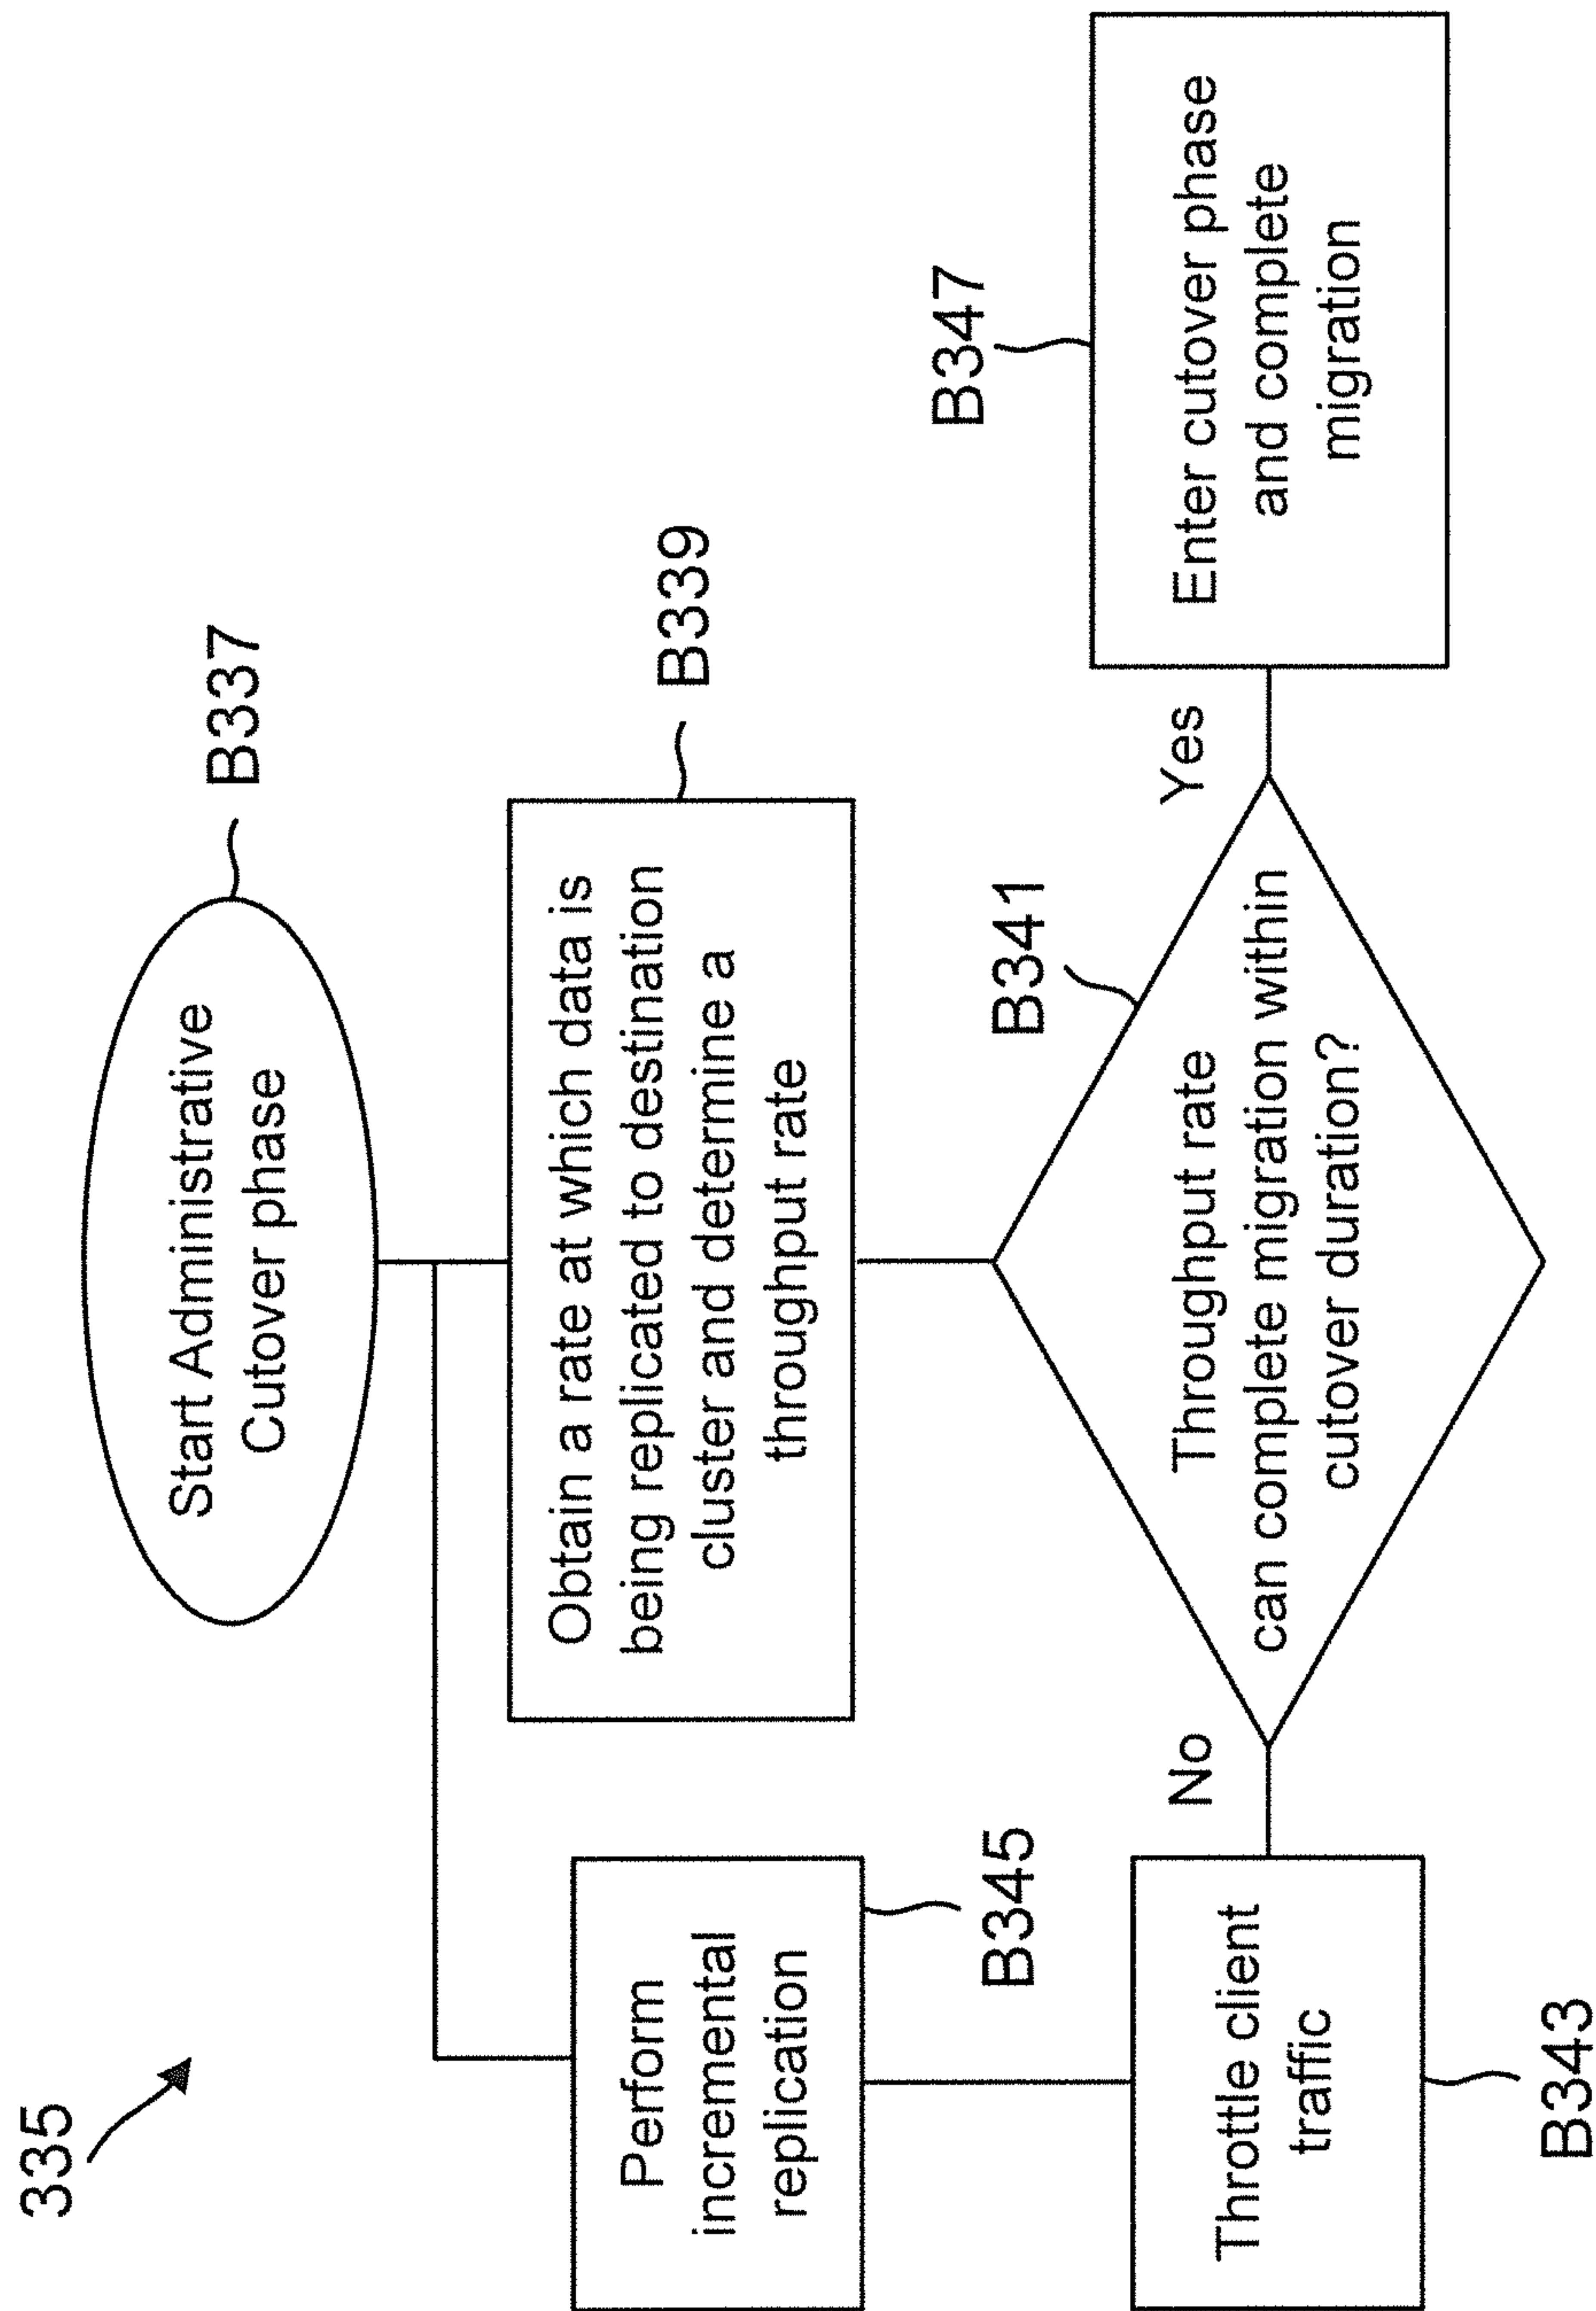 335
Start Administrative
Cutover phase
B337
Obtain a rate at which data is
being replicated to destination
cluster and determine a
throughput rate
B339
Perform
incremental
replication
B345
Throughput rate
can complete migration within
cutover duration?
B341
No
Yes
Throttle client
traffic
B343
Enter cutover phase
and complete
migration
B347